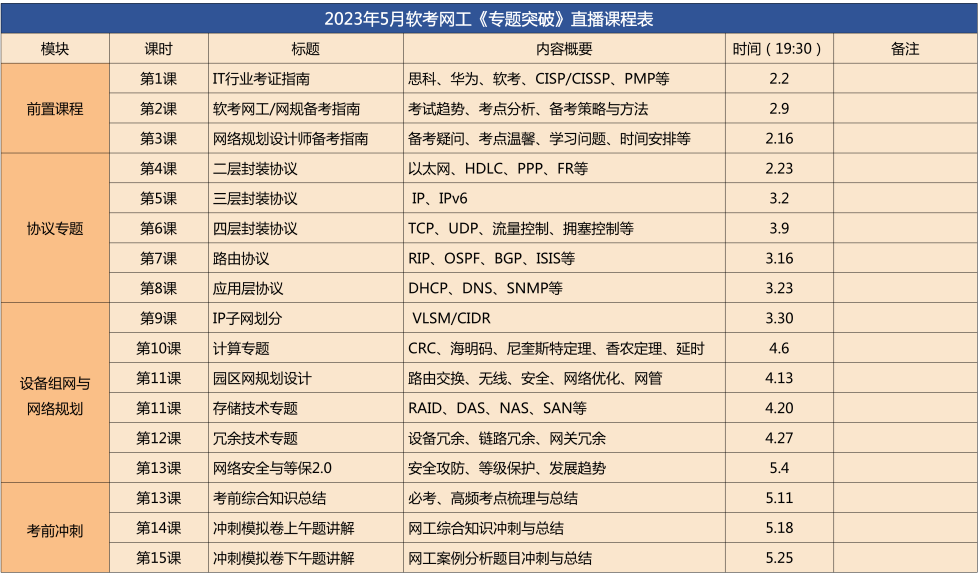 2023年5月软考网工《专题突破》直播课程表
模块 课时 标题 内容概要 时间（19:30） 备注
前置课程
第1课 IT行业考证指南 思科、华为、软考、CISP/CISSP、PMP等 2.2
第2课 软考网工/网规备考指南 考试趋势、考点分析、备考策略与方法 2.9
第3课 网络规划设计师备考指南 备考疑问、考点温馨、学习问题、时间安排等 2.16
协议专题
第4课 二层封装协议 以太网、HDLC、PPP、FR等 2.23
第5课 三层封装协议 IP、IPv6 3.2
第6课 四层封装协议 TCP、UDP、流量控制、拥塞控制等 3.9
第7课 路由协议 RIP、OSPF、BGP、ISIS等 3.16
第8课 应用层协议 DHCP、DNS、SNMP等 3.23
设备组网与
网络规划
第9课 IP子网划分 VLSM/CIDR 3.30
第10课 计算专题 CRC、海明码、尼奎斯特定理、香农定理、延时 4.6
第11课 园区网规划设计 路由交换、无线、安全、网络优化、网管 4.13
第11课 存储技术专题 RAID、DAS、NAS、SAN等 4.20
第12课 冗余技术专题 设备冗余、链路冗余、网关冗余 4.27
第13课 网络安全与等保2.0 安全攻防、等级保护、发展趋势 5.4
考前冲刺
第13课 考前综合知识总结 必考、高频考点梳理与总结 5.11
第14课 冲刺模拟卷上午题讲解 网工综合知识冲刺与总结 5.18
第15课 冲刺模拟卷下午题讲解 网工案例分析题目冲刺与总结 5.25